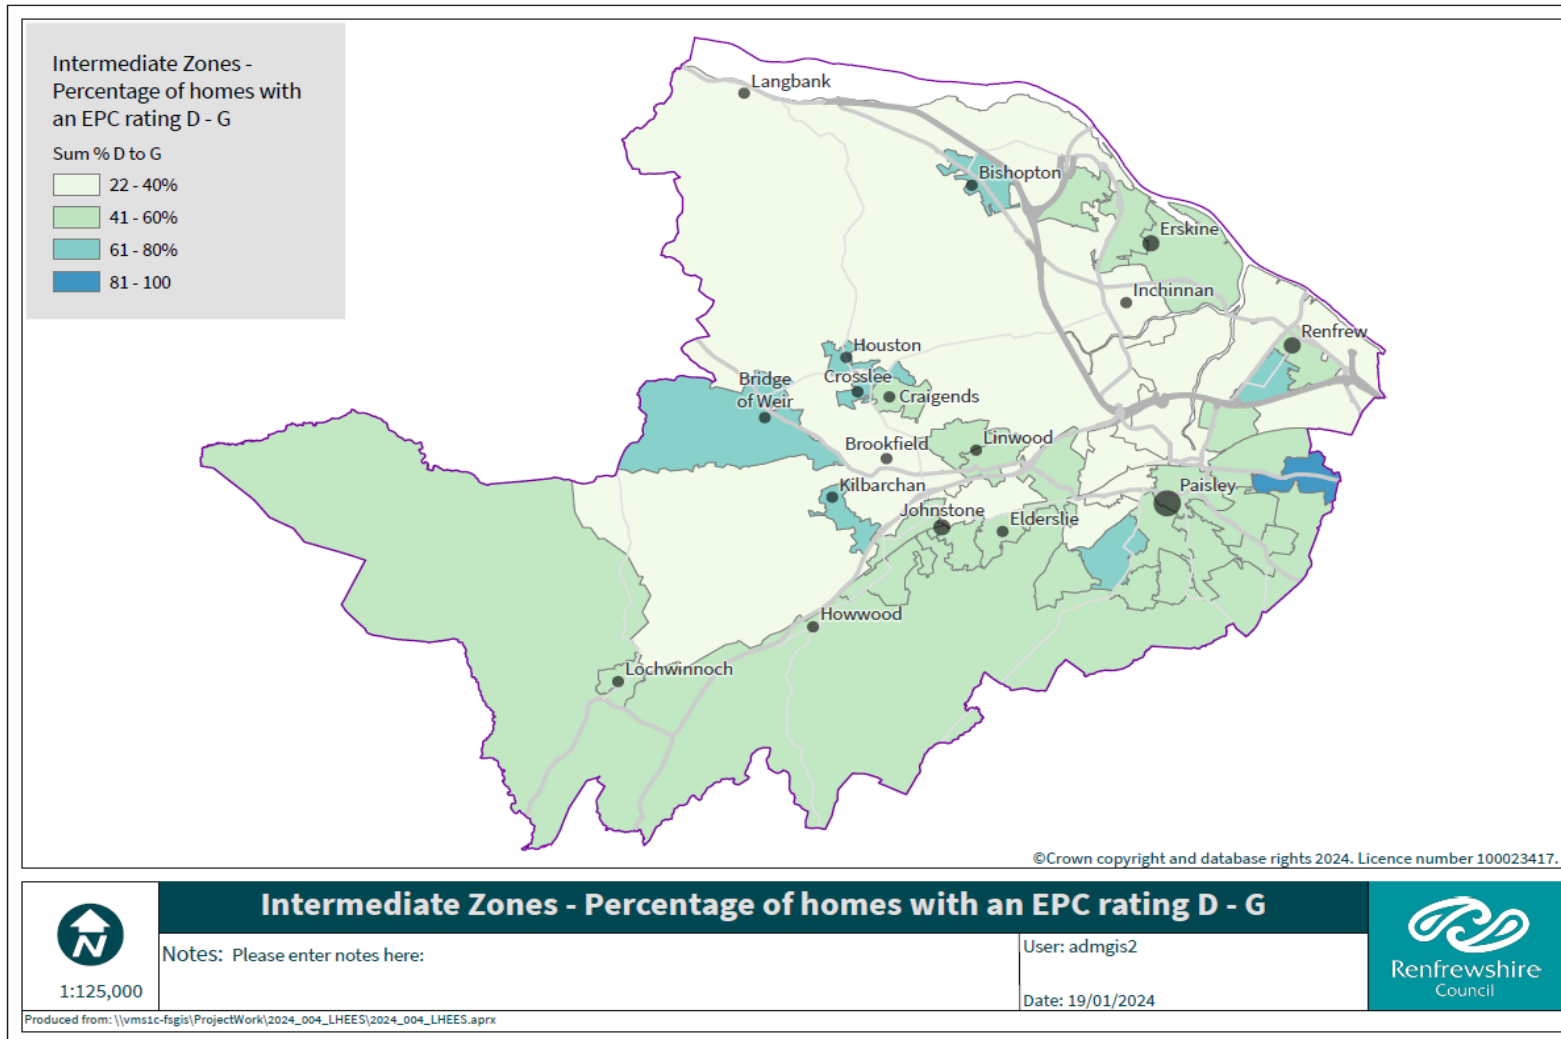 Intermediate Zones -
Percentage of homes with
an EPC rating D - G
Sum % D to G
22 - 40%
41 - 60%
61 - 80%
81 - 100
Langbank
Bishopton
Erskine
Inchinnan
Renfrew
Houston
Crosslee
Bridge
of Weir
Craigends
Brookfield
Linwood
Kilbarchan
Paisley
Johnstone
Elderslie
Howwood
Lochwinnoch
©Crown copyright and database rights 2024. Licence number 100023417.
N
1:125,000
Intermediate Zones - Percentage of homes with an EPC rating D - G
Notes: Please enter notes here:
User: admgis2
Date: 19/01/2024
Renfrewshire
Council
Produced from: \\vms1c-fsgis\ProjectWork\2024_004_LHEES\2024_004_LHEES.aprx